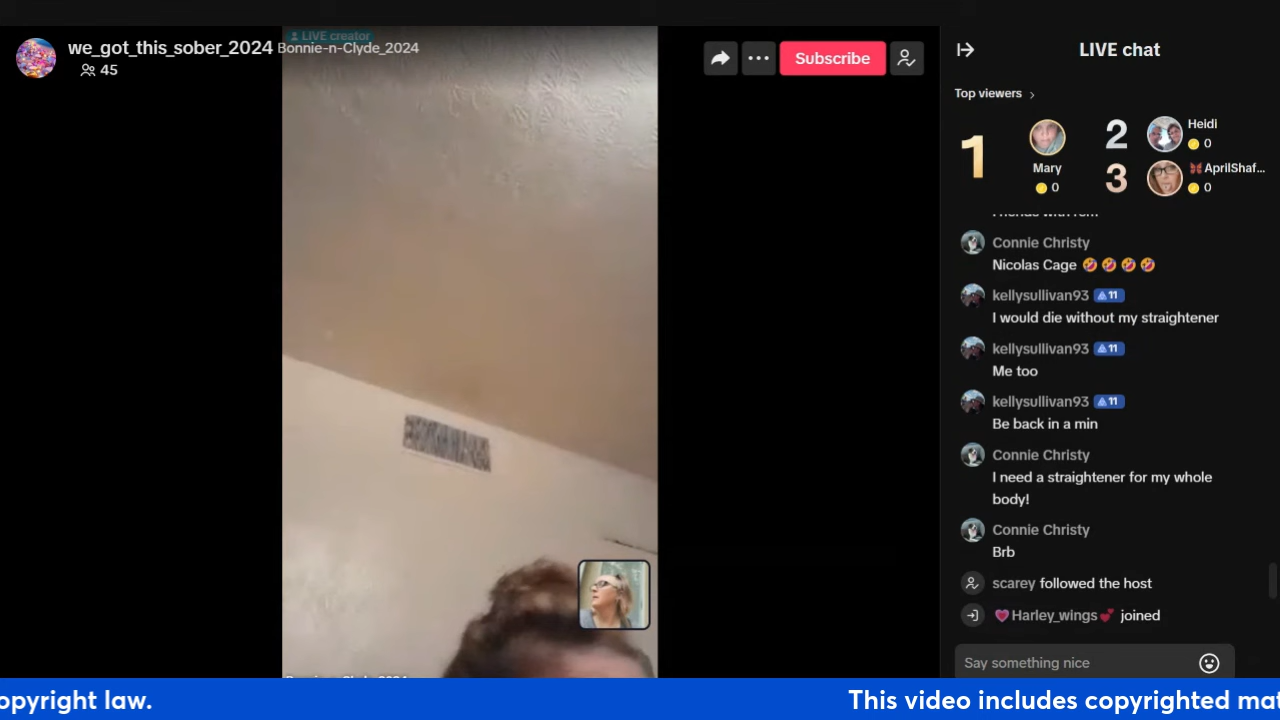 we_got_this_sober_2024
Bonnie-n-Clyde_2024
LIVE creator
45
Subscribe
LIVE chat
Top viewers
1
Mary
0
2
Heidi
0
3
AprilShaf...
0
Connie Christy
Nicolas Cage 🤣🤣🤣🤣
kellysullivan93 11
I would die without my straightener
kellysullivan93 11
Me too
kellysullivan93 11
Be back in a min
Connie Christy
I need a straightener for my whole
body!
Connie Christy
Brb
scarey followed the host
💗Harley_wings💕 joined
Say something nice
opyright law.
This video includes copyrighted mat